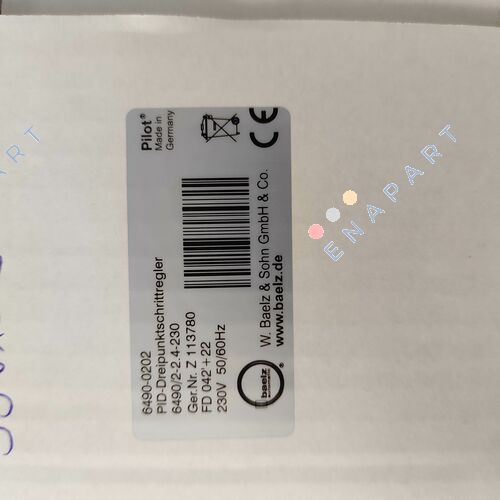 Pilot®
Made in
Germany
6490-0202
PID-Dreipunktschrittregler
6490/2-2.4-230
Ger.Nr. Z 113780
FD 042'+22
230V 50/60Hz
CE
baelz
W. Baelz & Sohn GmbH & Co.
www.baelz.de
ENAPART